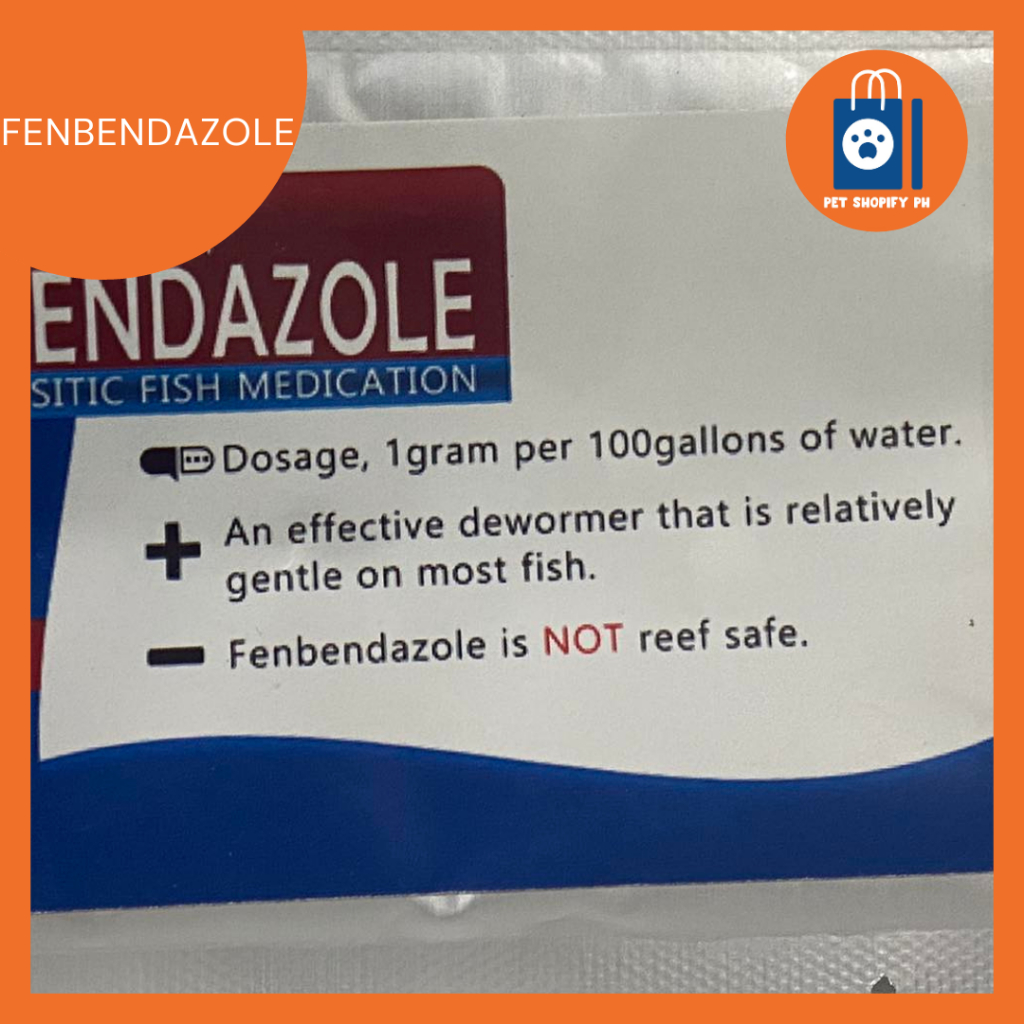 FENBENDAZOLE
PET SHOPIFY PH
ENDAZOLE
SITIC FISH MEDICATION
Dosage, 1gram per 100gallons of water.
An effective dewormer that is relatively
gentle on most fish.
Fenbendazole is NOT reef safe.